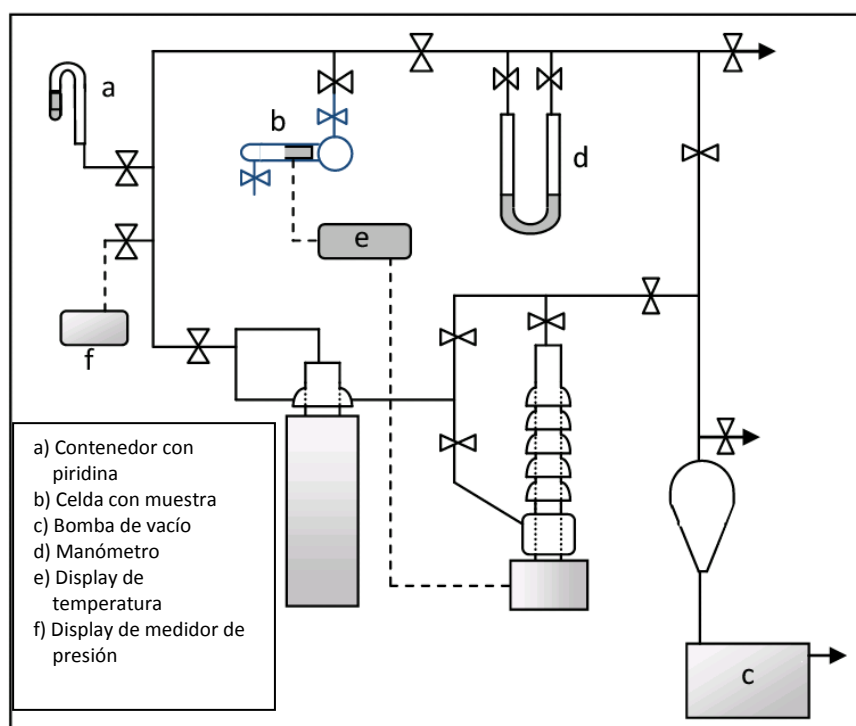 a
b
d
e
f
a) Contenedor con
piridina
b) Celda con muestra
c) Bomba de vacío
d) Manómetro
e) Display de
temperatura
f) Display de medidor de
presión
c